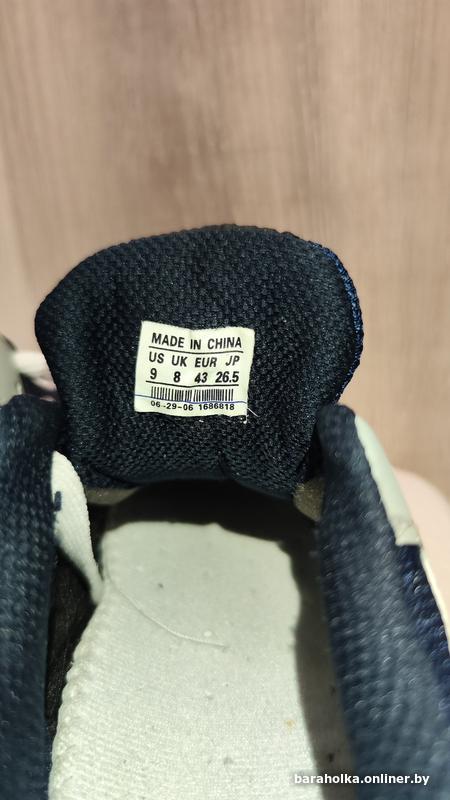 MADE IN CHINA
US UK EUR JP
9 8 43 26.5
06-29-06 1686818
baraholka.onliner.by